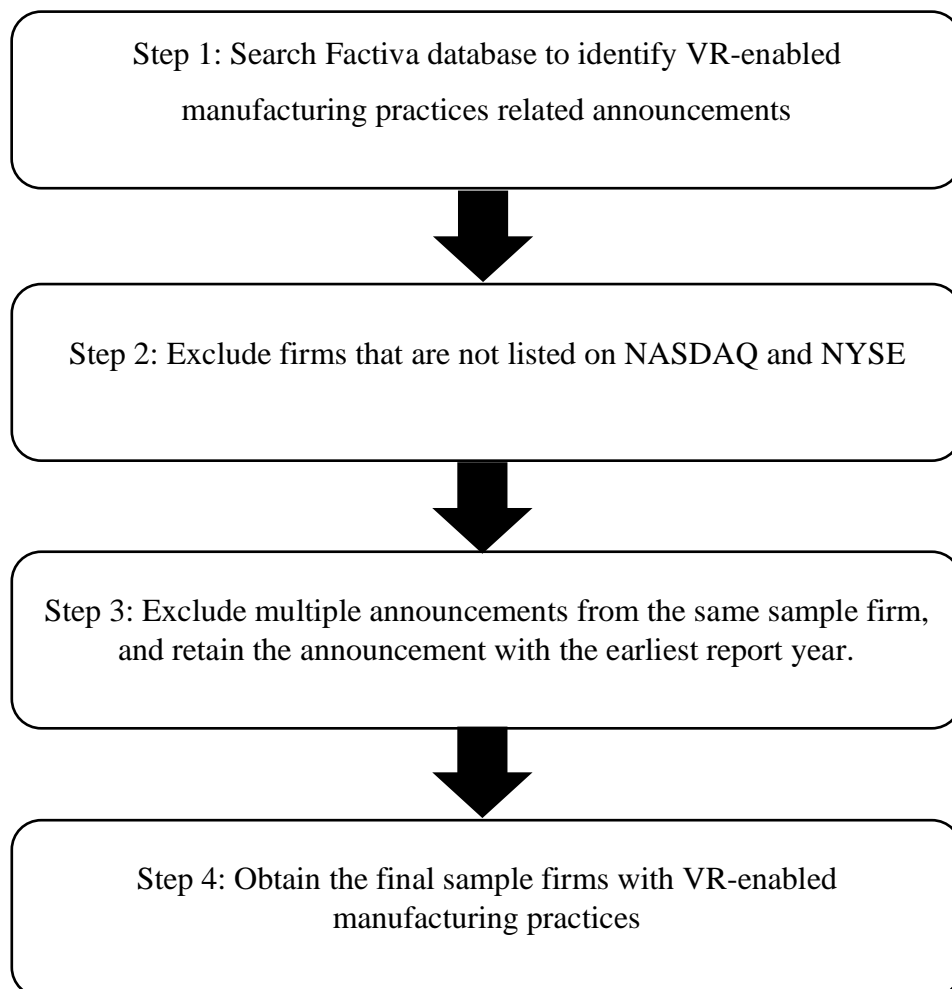 Step 1: Search Factiva database to identify VR-enabled
manufacturing practices related announcements
Step 2: Exclude firms that are not listed on NASDAQ and NYSE
Step 3: Exclude multiple announcements from the same sample firm,
and retain the announcement with the earliest report year.
Step 4: Obtain the final sample firms with VR-enabled
manufacturing practices